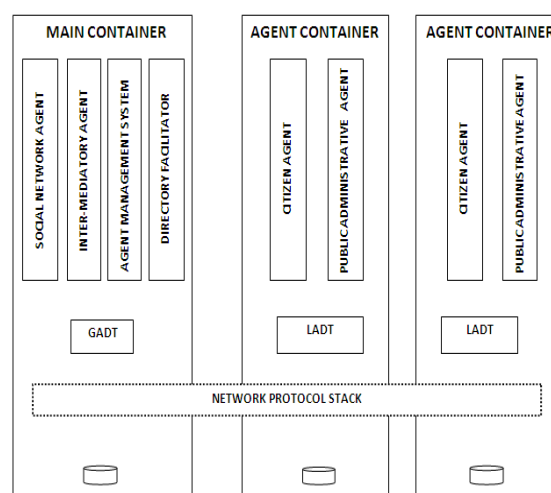 MAIN CONTAINER
SOCIAL NETWORK AGENT
INTER-MEDIATORY AGENT
AGENT MANAGEMENT SYSTEM
DIRECTORY FACILITATOR
GADT
AGENT CONTAINER
CITIZEN AGENT
PUBLIC ADMINISTRATIVE AGENT
LADT
AGENT CONTAINER
CITIZEN AGENT
PUBLIC ADMINISTRATIVE AGENT
LADT
NETWORK PROTOCOL STACK